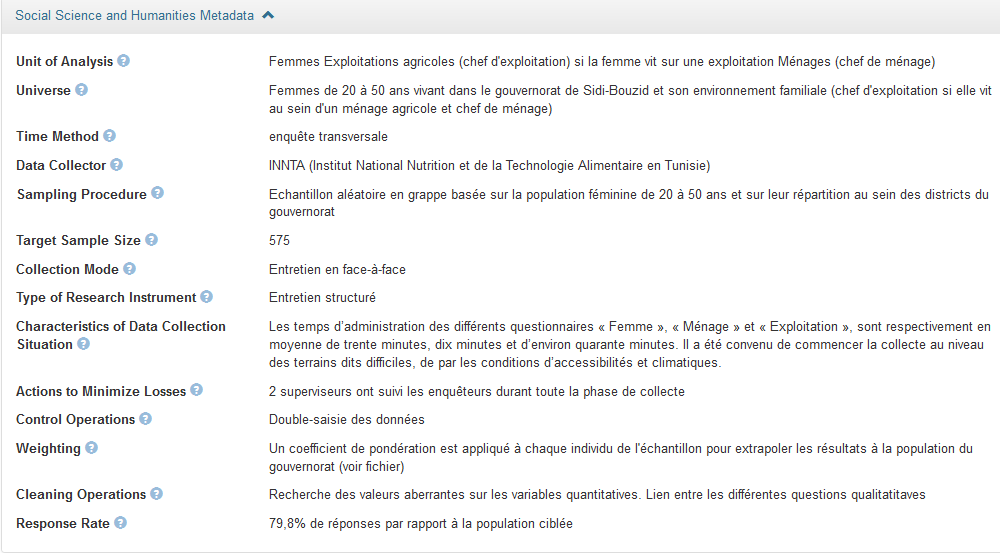 Social Science and Humanities Metadata
Unit of Analysis
Femmes Exploitations agricoles (chef d'exploitation) si la femme vit sur une exploitation Ménages (chef de ménage)
Universe
Femmes de 20 à 50 ans vivant dans le gouvernorat de Sidi-Bouzid et son environnement familiale (chef d'exploitation si elle vit
au sein d'un ménage agricole et chef de ménage)
Time Method
enquête transversale
Data Collector
INNTA (Institut National Nutrition et de la Technologie Alimentaire en Tunisie)
Sampling Procedure
Echantillon aléatoire en grappe basée sur la population féminine de 20 à 50 ans et sur leur répartition au sein des districts du
gouvernorat
Target Sample Size
575
Collection Mode
Entretien en face-à-face
Type of Research Instrument
Entretien structuré
Characteristics of Data Collection
Situation
Les temps d’administration des différents questionnaires « Femme », « Ménage » et « Exploitation », sont respectivement en
moyenne de trente minutes, dix minutes et d’environ quarante minutes. Il a été convenu de commencer la collecte au niveau
des terrains dits difficiles, de par les conditions d’accessibilités et climatiques.
Actions to Minimize Losses
2 superviseurs ont suivi les enquêteurs durant toute la phase de collecte
Control Operations
Double-saisie des données
Weighting
Un coefficient de pondération est appliqué à chaque individu de l'échantillon pour extrapoler les résultats à la population du
gouvernorat (voir fichier)
Cleaning Operations
Recherche des valeurs aberrantes sur les variables quantitatives. Lien entre les différentes questions qualitatitaves
Response Rate
79,8% de réponses par rapport à la population ciblée